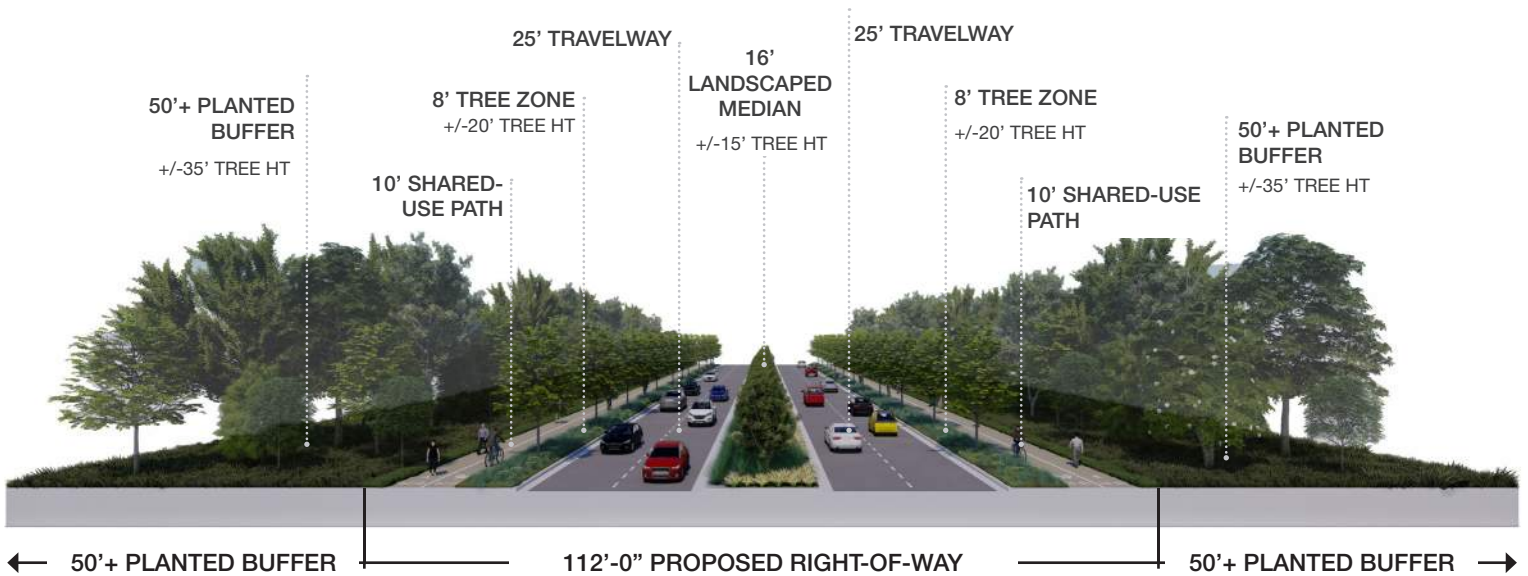 50'+ PLANTED
BUFFER
+/-35' TREE HT
10' SHARED-
USE PATH
8' TREE ZONE
+/-20' TREE HT
25' TRAVELWAY
16'
LANDSCAPED
MEDIAN
+/-15' TREE HT
25' TRAVELWAY
8' TREE ZONE
+/-20' TREE HT
10' SHARED-USE
PATH
50'+ PLANTED
BUFFER
+/-35' TREE HT
50'+ PLANTED BUFFER
112'-0” PROPOSED RIGHT-OF-WAY
50'+ PLANTED BUFFER